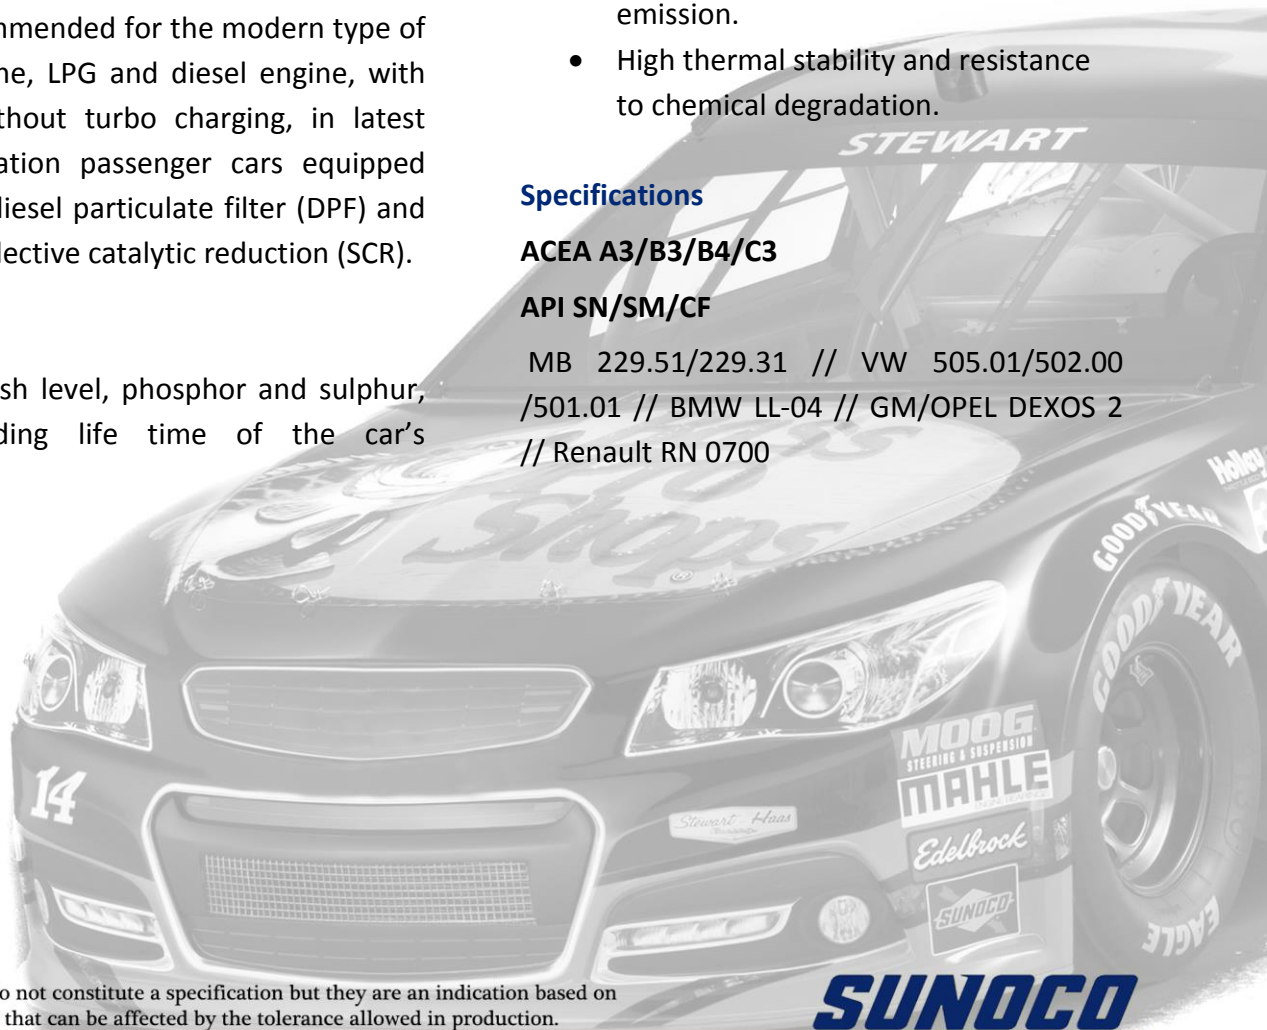 mmended for the modern type of
ne, LPG and diesel engine, with
thout turbo charging, in latest
ation passenger cars equipped
diesel particulate filter (DPF) and
lective catalytic reduction (SCR).
sh level, phosphor and sulphur,
ding life time of the car’s
emission.
• High thermal stability and resistance
to chemical degradation.
Specifications
ACEA A3/B3/B4/C3
API SN/SM/CF
MB 229.51/229.31 // VW 505.01/502.00
/501.01 // BMW LL-04 // GM/OPEL DEXOS 2
// Renault RN 0700
STEWART
Shops
Holley
GOODYEAR
GOODYEAR
EAGLE
MOOG
STEERING & SUSPENSION
MAHLE
ENGINE BEARINGS
Edelbrock
SUNOCO
Stewart Haas
14
o not constitute a specification but they are an indication based on
that can be affected by the tolerance allowed in production.
SUNOCO